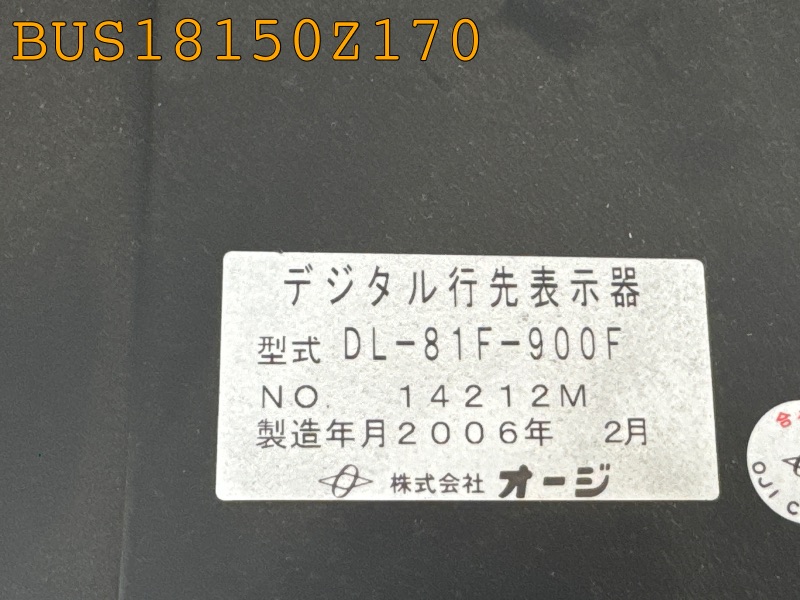 BUS18150Z170
デジタル行先表示器
型式 DL-81F-900F
NO. 14212M
製造年月2006年 2月
株式会社 オージ
OJI C